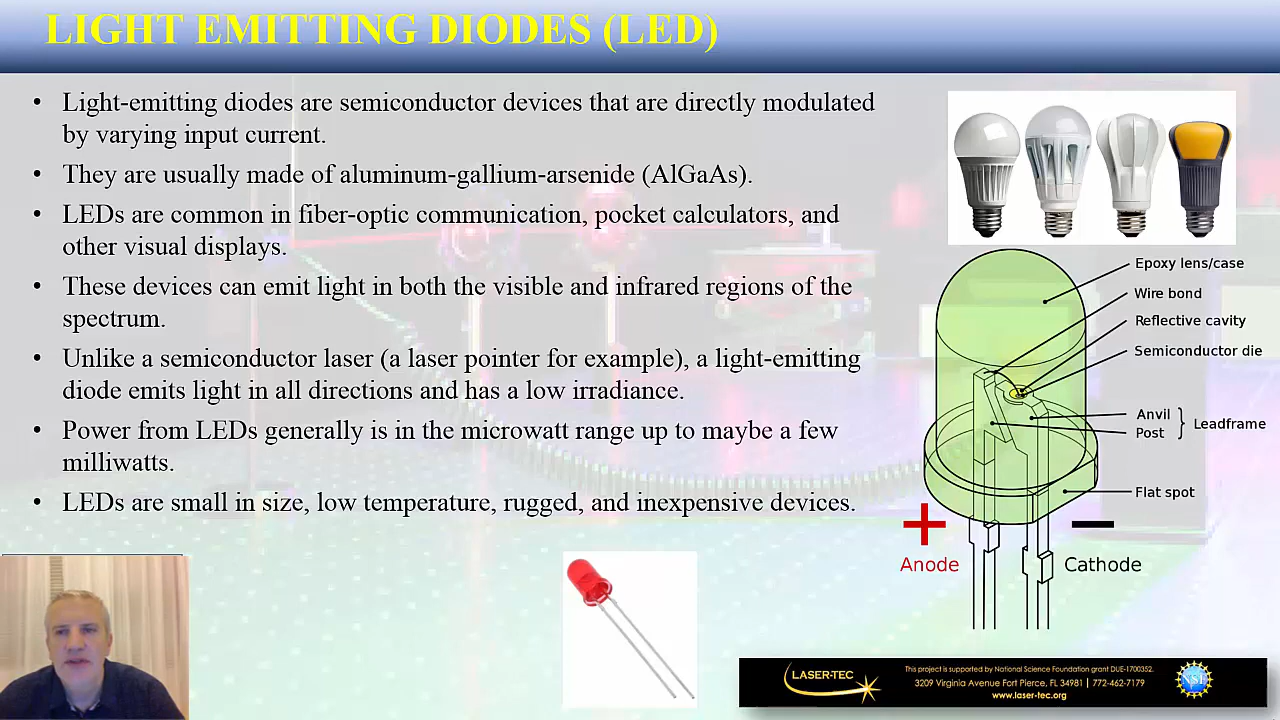 LIGHT EMITTING DIODES (LED)
• Light-emitting diodes are semiconductor devices that are directly modulated
by varying input current.
• They are usually made of aluminum-gallium-arsenide (AlGaAs).
• LEDs are common in fiber-optic communication, pocket calculators, and
other visual displays.
• These devices can emit light in both the visible and infrared regions of the
spectrum.
• Unlike a semiconductor laser (a laser pointer for example), a light-emitting
diode emits light in all directions and has a low irradiance.
• Power from LEDs generally is in the microwatt range up to maybe a few
milliwatts.
• LEDs are small in size, low temperature, rugged, and inexpensive devices.
Epoxy lens/case
Wire bond
Reflective cavity
Semiconductor die
Anvil
Post
Leadframe
Flat spot
Anode
Cathode
LASER-TEC
This project is supported by National Science Foundation grant DUE-1700352.
3209 Virginia Avenue Fort Pierce, FL 34981 | 772-462-7179
www.laser-tec.org
NSF